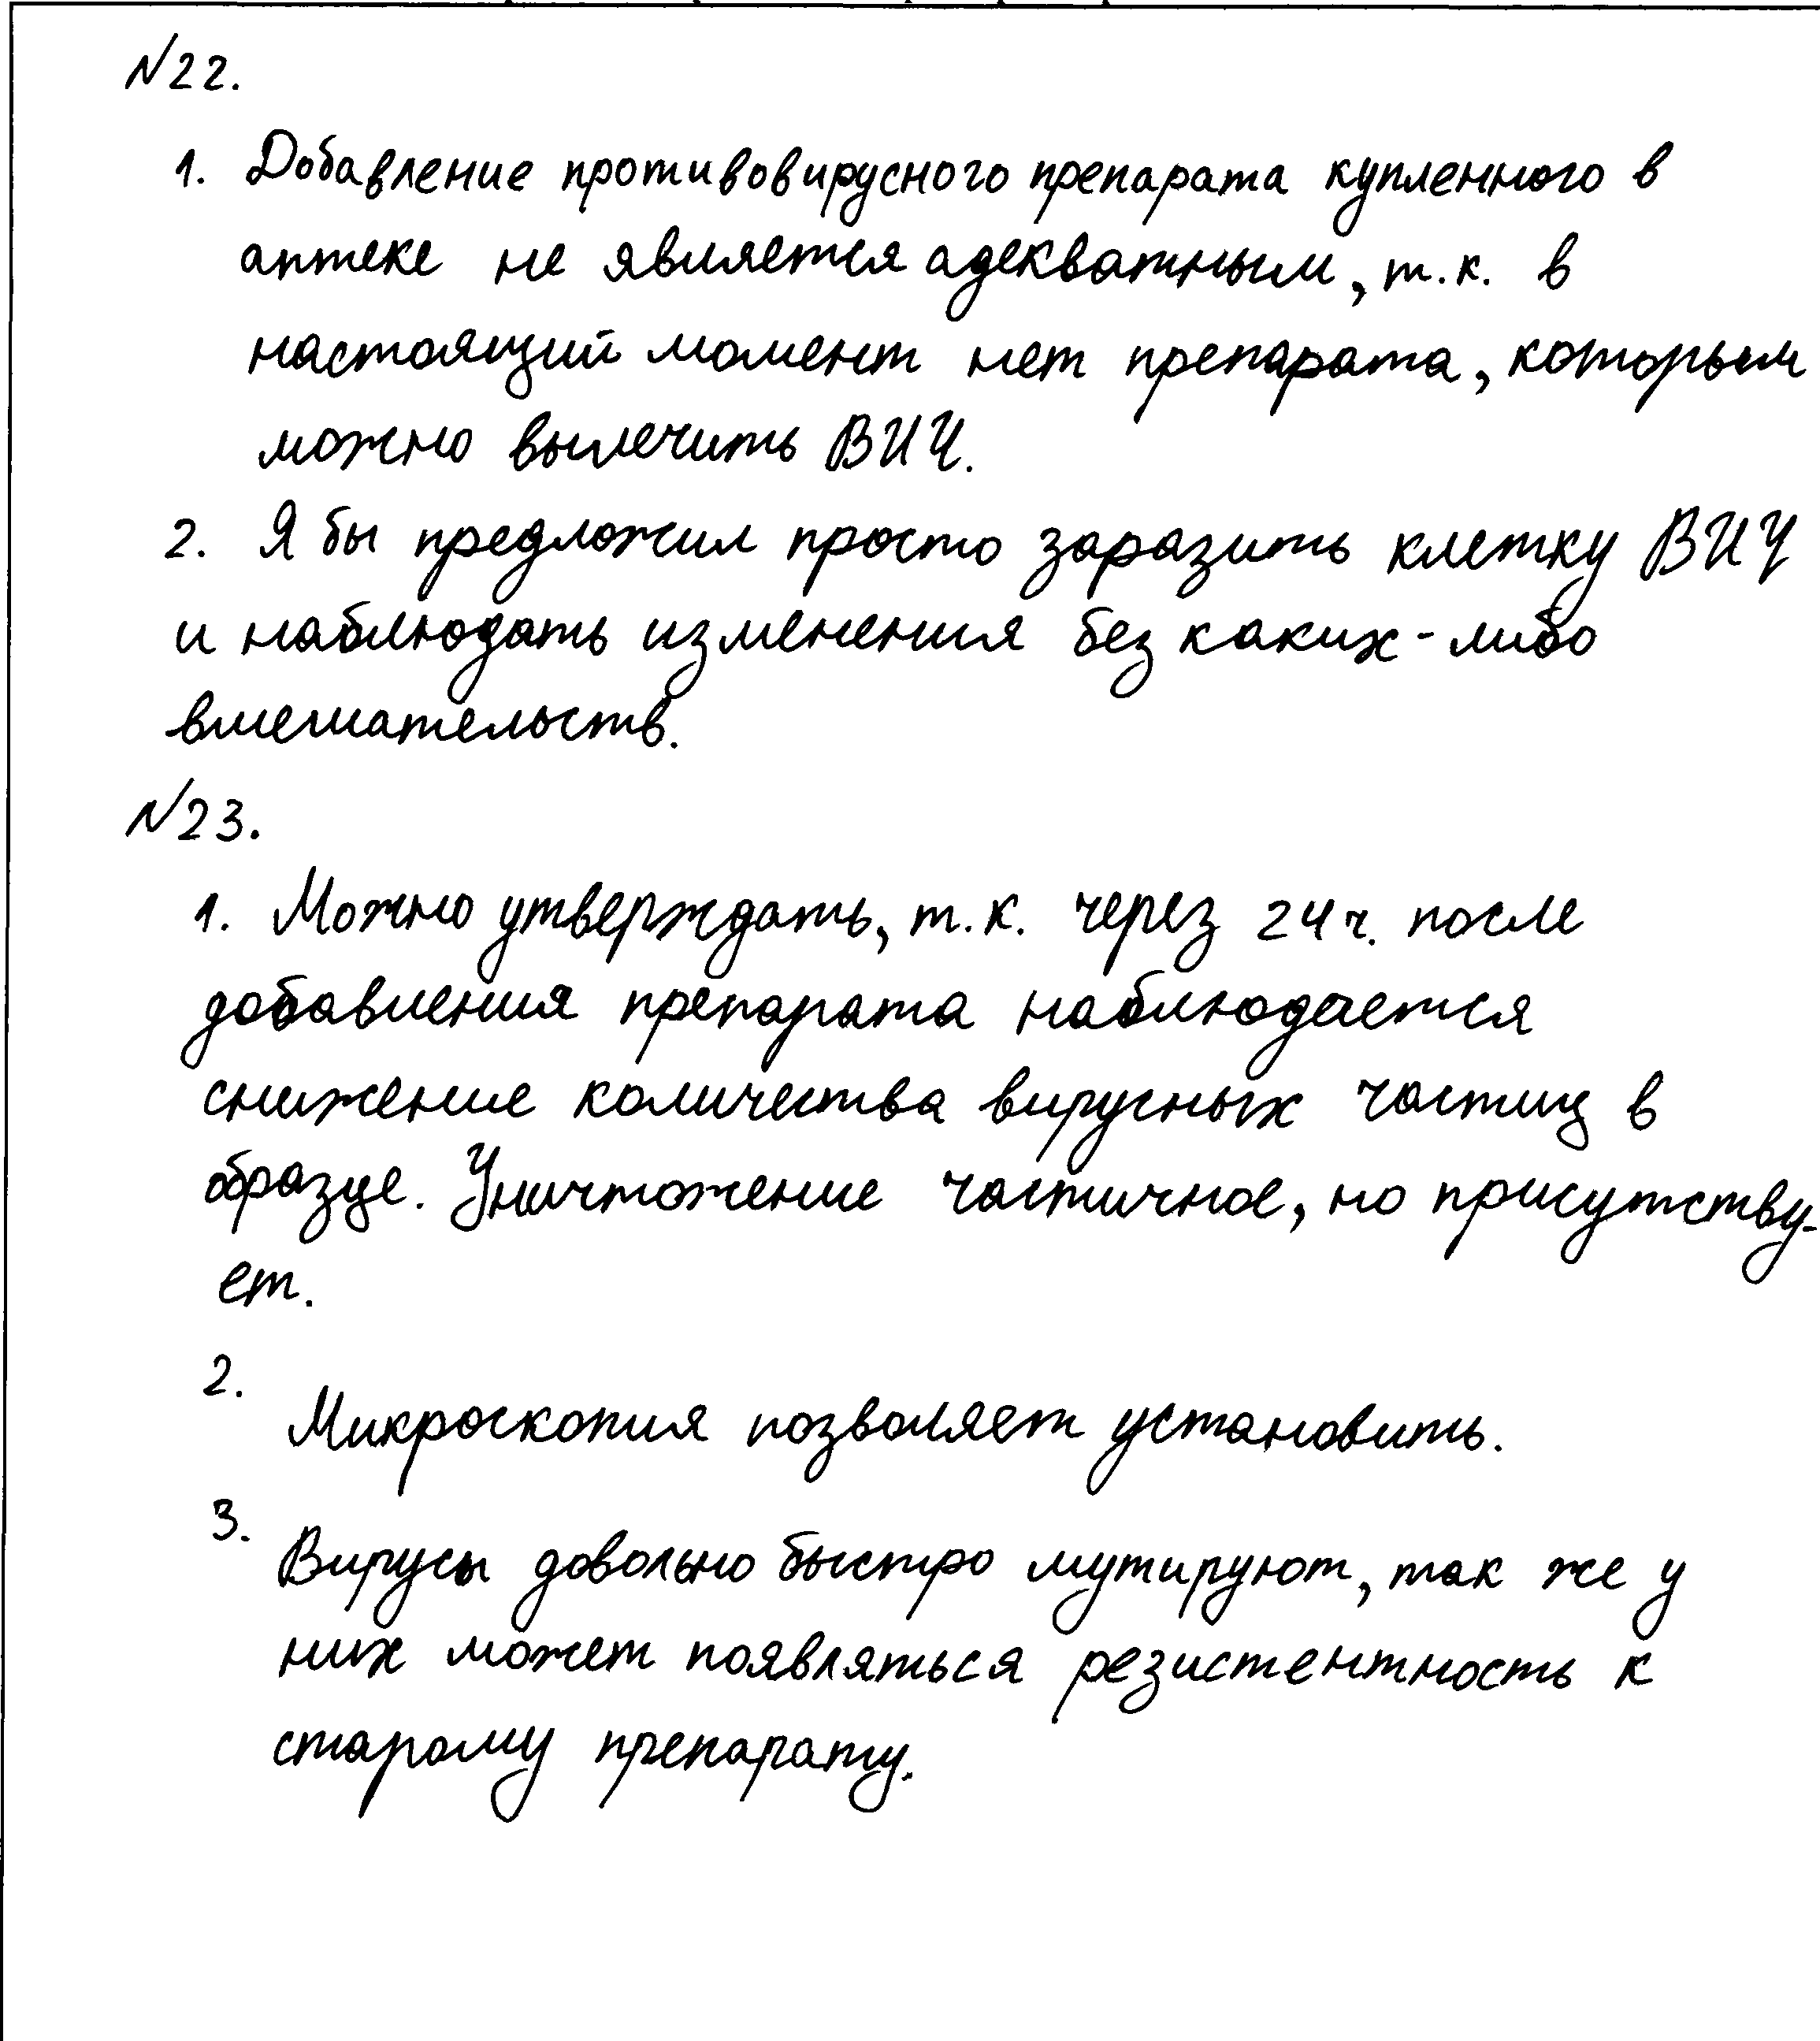 №22.
1. Добавление противовирусного препарата купленного в
аптеке не является адекватным, т.к. в
настоящий момент нет препарата, которым
можно вылечить ВИЧ.
2. Я бы предложил просто заразить клетку ВИЧ
и наблюдать изменения без каких-либо
вмешательств.
№23.
1. Можно утверждать, т.к. через 24 ч. после
добавления препарата наблюдается
снижение количества вирусных частиц в
образце. Уничтожение частичное, но присутству-
ет.
2. Микроскопия позволяет установить.
3. Вирусы довольно быстро мутируют, так же у
них может появляться резистентность к
старому препарату.